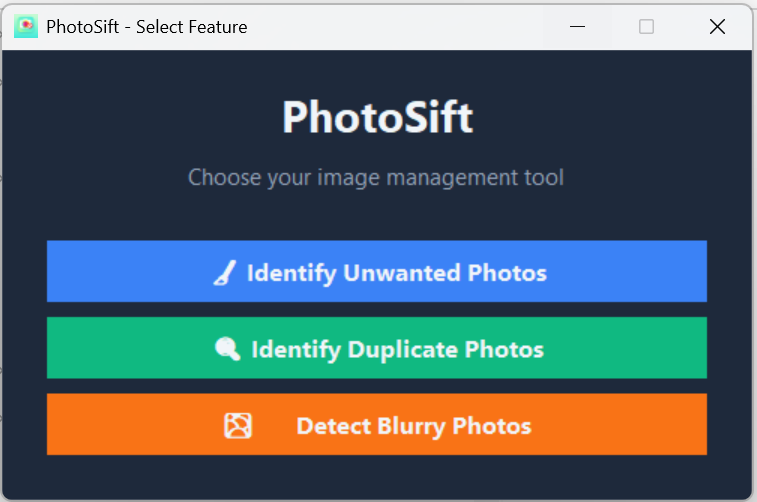 PhotoSift - Select Feature
PhotoSift
Choose your image management tool
Identify Unwanted Photos
Identify Duplicate Photos
Detect Blurry Photos